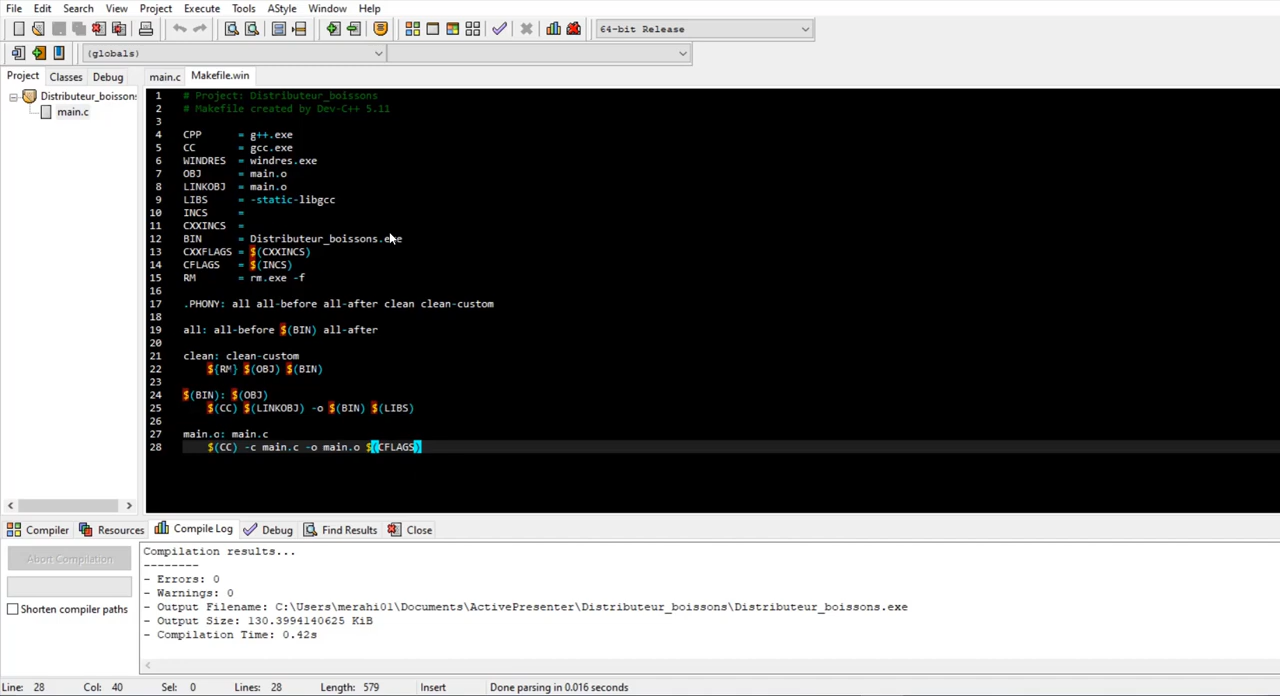 File Edit Search View Project Execute Tools AStyle Window Help
64-bit Release
(globals)
Project Classes Debug main.c Makefile.win
Distributeur_boissons
main.c
1 # Project: Distributeur_boissons
2 # Makefile created by Dev-C++ 5.11
3
4 CPP = g++.exe
5 CC = gcc.exe
6 WINDRES = windres.exe
7 OBJ = main.o
8 LINKOBJ = main.o
9 LIBS = -static-libgcc
10 INCS =
11 CXXINCS =
12 BIN = Distributeur_boissons.exe
13 CXXFLAGS = $(CXXINCS)
14 CFLAGS = $(INCS)
15 RM = rm.exe -f
16
17 .PHONY: all all-before all-after clean clean-custom
18
19 all: all-before $(BIN) all-after
20
21 clean: clean-custom
22 ${RM} $(OBJ) $(BIN)
23
24 $(BIN): $(OBJ)
25 $(CC) $(LINKOBJ) -o $(BIN) $(LIBS)
26
27 main.o: main.c
28 $(CC) -c main.c -o main.o $(CFLAGS)
Compiler Resources Compile Log Debug Find Results Close
Abort Compilation
Shorten compiler paths
Compilation results...
--------
- Errors: 0
- Warnings: 0
- Output Filename: C:\Users\merahi01\Documents\ActivePresenter\Distributeur_boissons\Distributeur_boissons.exe
- Output Size: 130.3994140625 KiB
- Compilation Time: 0.42s
Line: 28 Col: 40 Sel: 0 Lines: 28 Length: 579 Insert Done parsing in 0.016 seconds